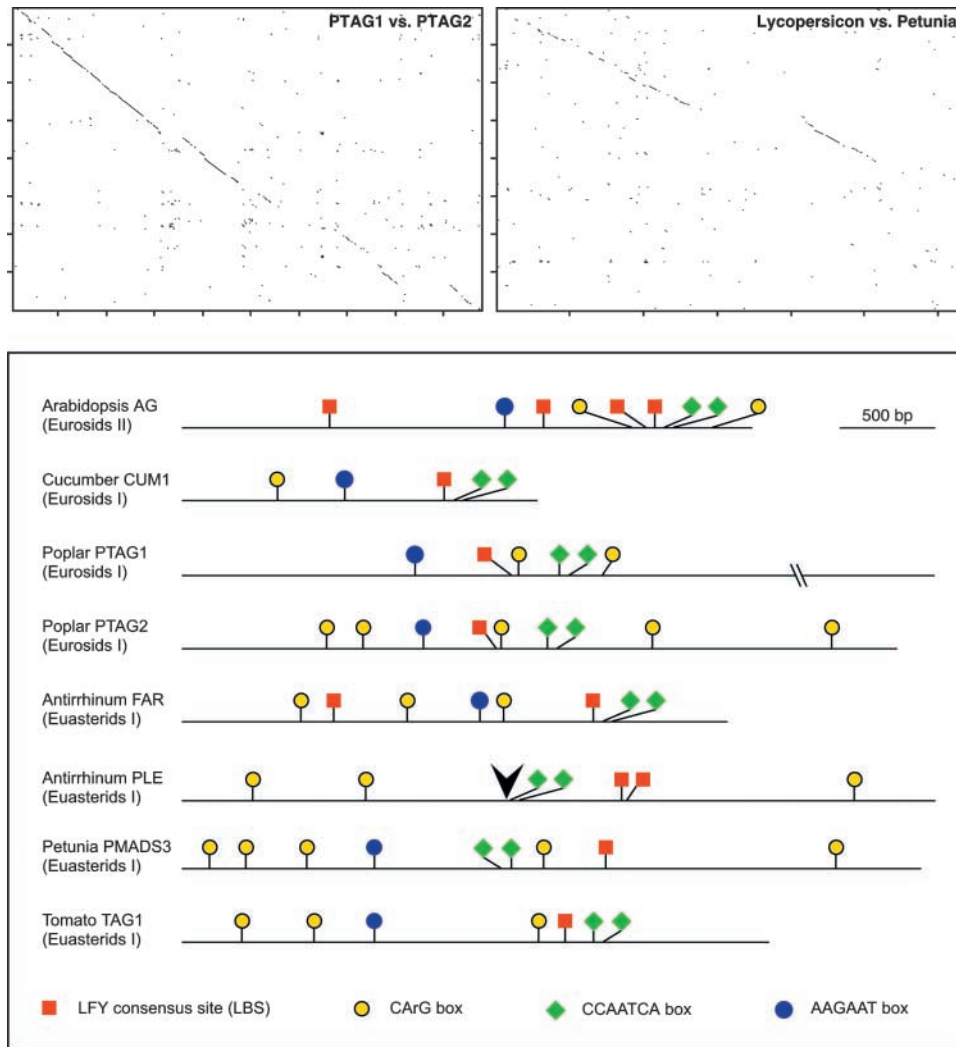 PTAG1 vs. PTAG2
Lycopersicon vs. Petunia
Arabidopsis AG
(Eurosids II)
500 bp
Cucumber CUM1
(Eurosids I)
Poplar PTAG1
(Eurosids I)
Poplar PTAG2
(Eurosids I)
Antirrhinum FAR
(Euasterids I)
Antirrhinum PLE
(Euasterids I)
Petunia PMADS3
(Euasterids I)
Tomato TAG1
(Euasterids I)
LFY consensus site (LBS)
CArG box
CCAATCA box
AAGAAT box